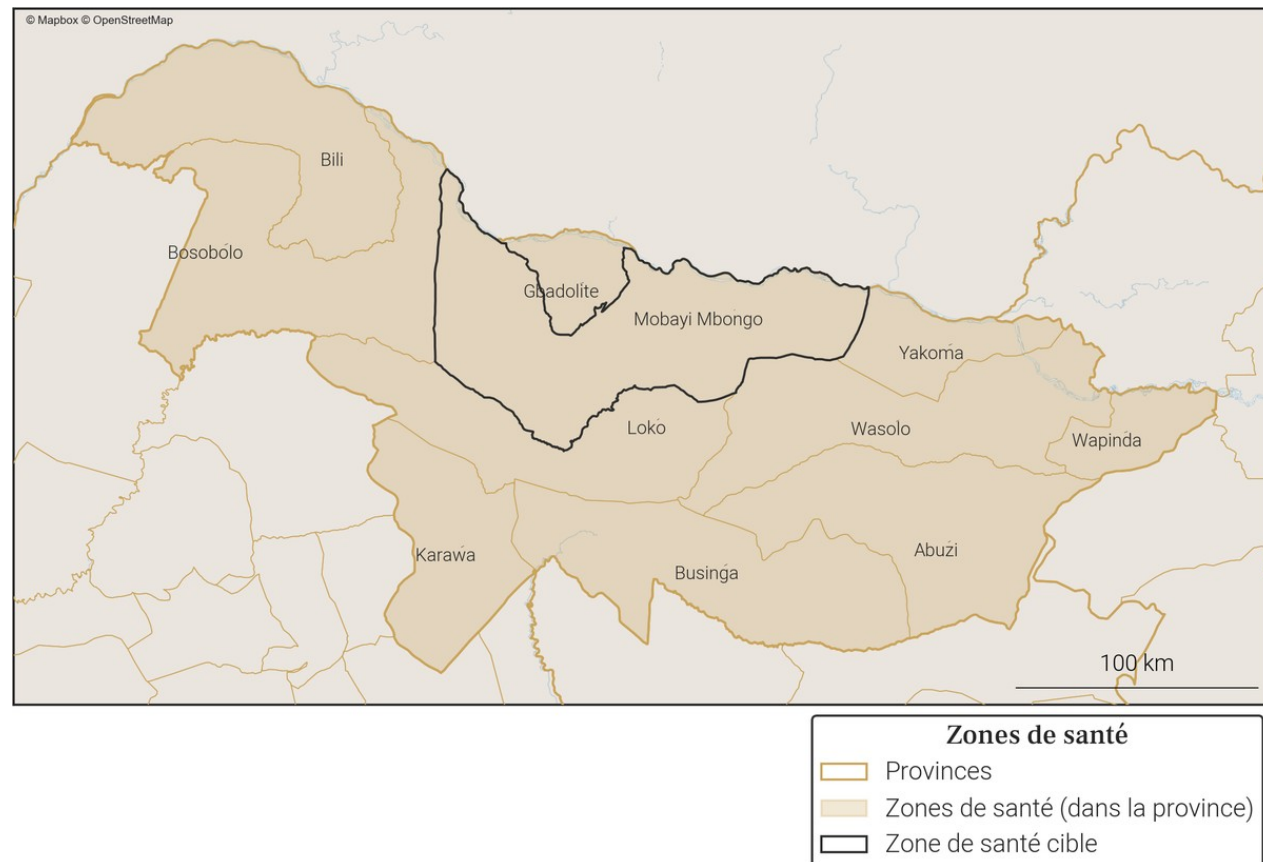 © Mapbox © OpenStreetMap
Bili
Bosobolo
Gbadolite
Mobayi Mbongo
Yakoma
Loko
Wasolo
Wapinda
Karawa
Businga
Abuzi
100 km
Zones de santé
Provinces
Zones de santé (dans la province)
Zone de santé cible